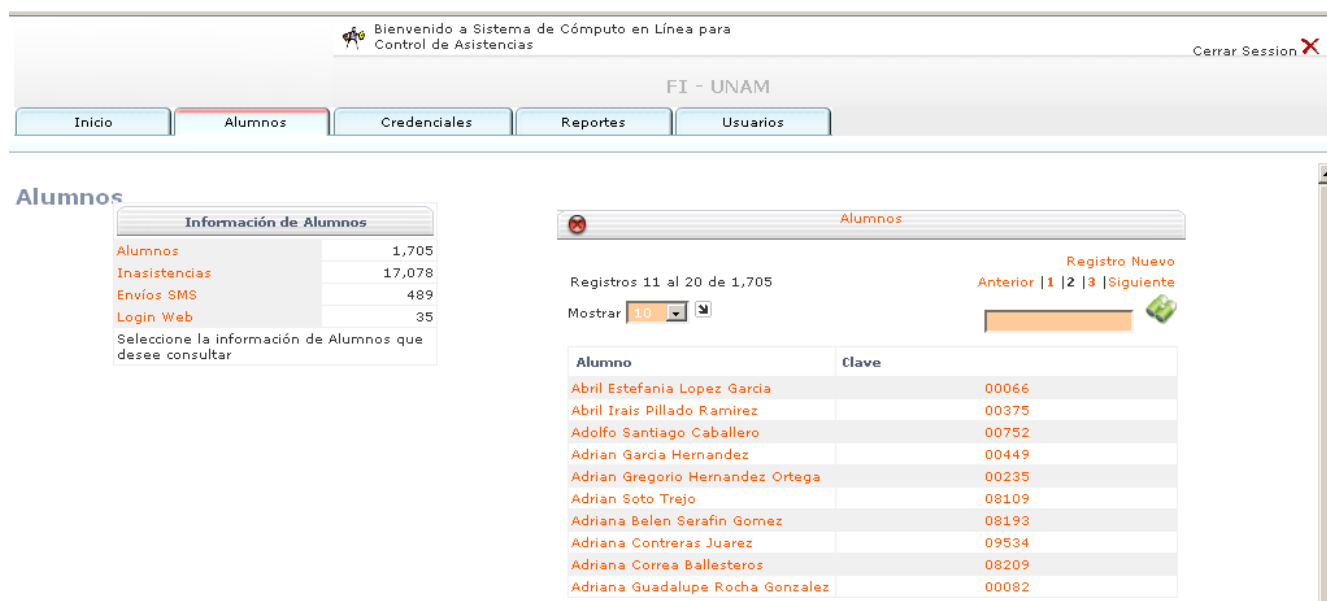 Bienvenido a Sistema de Cómputo en Línea para
Control de Asistencias
Cerrar Session
FI - UNAM
Inicio Alumnos Credenciales Reportes Usuarios
Alumnos
Información de Alumnos
Alumnos 1,705
Inasistencias 17,078
Envíos SMS 489
Login Web 35
Seleccione la información de Alumnos que
desee consultar
Alumnos
Registro Nuevo
Registros 11 al 20 de 1,705 Anterior |1 |2 |3 |Siguiente
Mostrar 10
Alumno Clave
Abril Estefania Lopez Garcia 00066
Abril Irais Pillado Ramirez 00375
Adolfo Santiago Caballero 00752
Adrian Garcia Hernandez 00449
Adrian Gregorio Hernandez Ortega 00235
Adrian Soto Trejo 08109
Adriana Belen Serafin Gomez 08193
Adriana Contreras Juarez 09534
Adriana Correa Ballesteros 08209
Adriana Guadalupe Rocha Gonzalez 00082